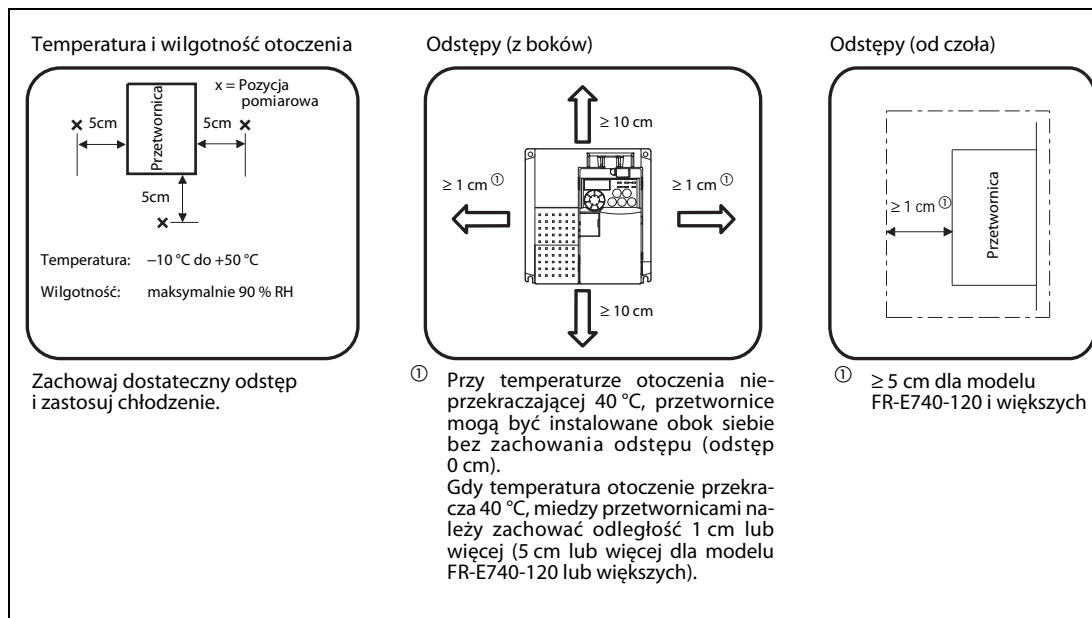 Temperatura i wilgotność otoczenia
x = Pozycja
pomiarowa
5cm
Przetwornica
5cm
5cm
Temperatura: –10 °C do +50 °C
Wilgotność: maksymalnie 90 % RH
Zachowaj dostateczny odstęp
i zastosuj chłodzenie.
Odstępy (z boków)
≥ 10 cm
≥ 1 cm ①
≥ 1 cm ①
≥ 10 cm
① Przy temperaturze otoczenia nie-
przekraczającej 40 °C, przetwornice
mogą być instalowane obok siebie
bez zachowania odstępu (odstęp
0 cm).
Gdy temperatura otoczenie przekra-
cza 40 °C, miedzy przetwornicami na-
leży zachować odległość 1 cm lub
więcej (5 cm lub więcej dla modelu
FR-E740-120 lub większych).
Odstępy (od czoła)
≥ 1 cm ①
Przetwornica
① ≥ 5 cm dla modelu
FR-E740-120 i większych